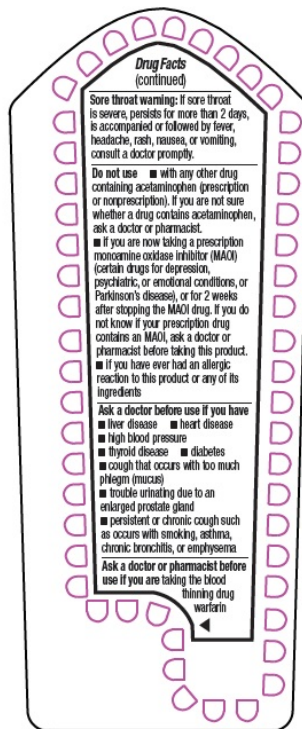 Drug Facts
(continued)
Sore throat warning: If sore throat
is severe, persists for more than 2 days,
is accompanied or followed by fever,
headache, rash, nausea, or vomiting,
consult a doctor promptly.
Do not use ■ with any other drug
containing acetaminophen (prescription
or nonprescription). If you are not sure
whether a drug contains acetaminophen,
ask a doctor or pharmacist.
■ if you are now taking a prescription
monoamine oxidase inhibitor (MAOI)
(certain drugs for depression,
psychiatric, or emotional conditions, or
Parkinson's disease), or for 2 weeks
after stopping the MAOI drug. If you do
not know if your prescription drug
contains an MAOI, ask a doctor or
pharmacist before taking this product.
■ if you have ever had an allergic
reaction to this product or any of its
ingredients
Ask a doctor before use if you have
■ liver disease ■ heart disease
■ high blood pressure
■ thyroid disease ■ diabetes
■ cough that occurs with too much
phlegm (mucus)
■ trouble urinating due to an
enlarged prostate gland
■ persistent or chronic cough such
as occurs with smoking, asthma,
chronic bronchitis, or emphysema
Ask a doctor or pharmacist before
use if you are taking the blood
thinning drug
warfarin